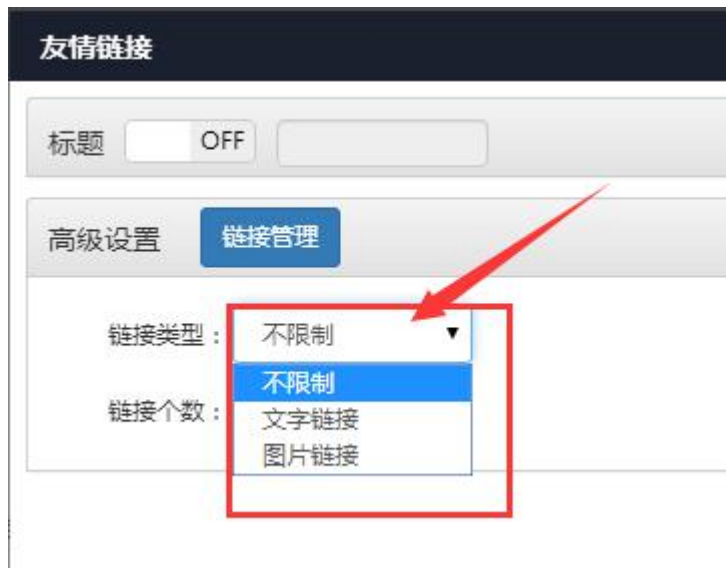 友情链接
标题 OFF
高级设置 链接管理
链接类型： 不限制
不限制
链接个数： 文字链接
图片链接